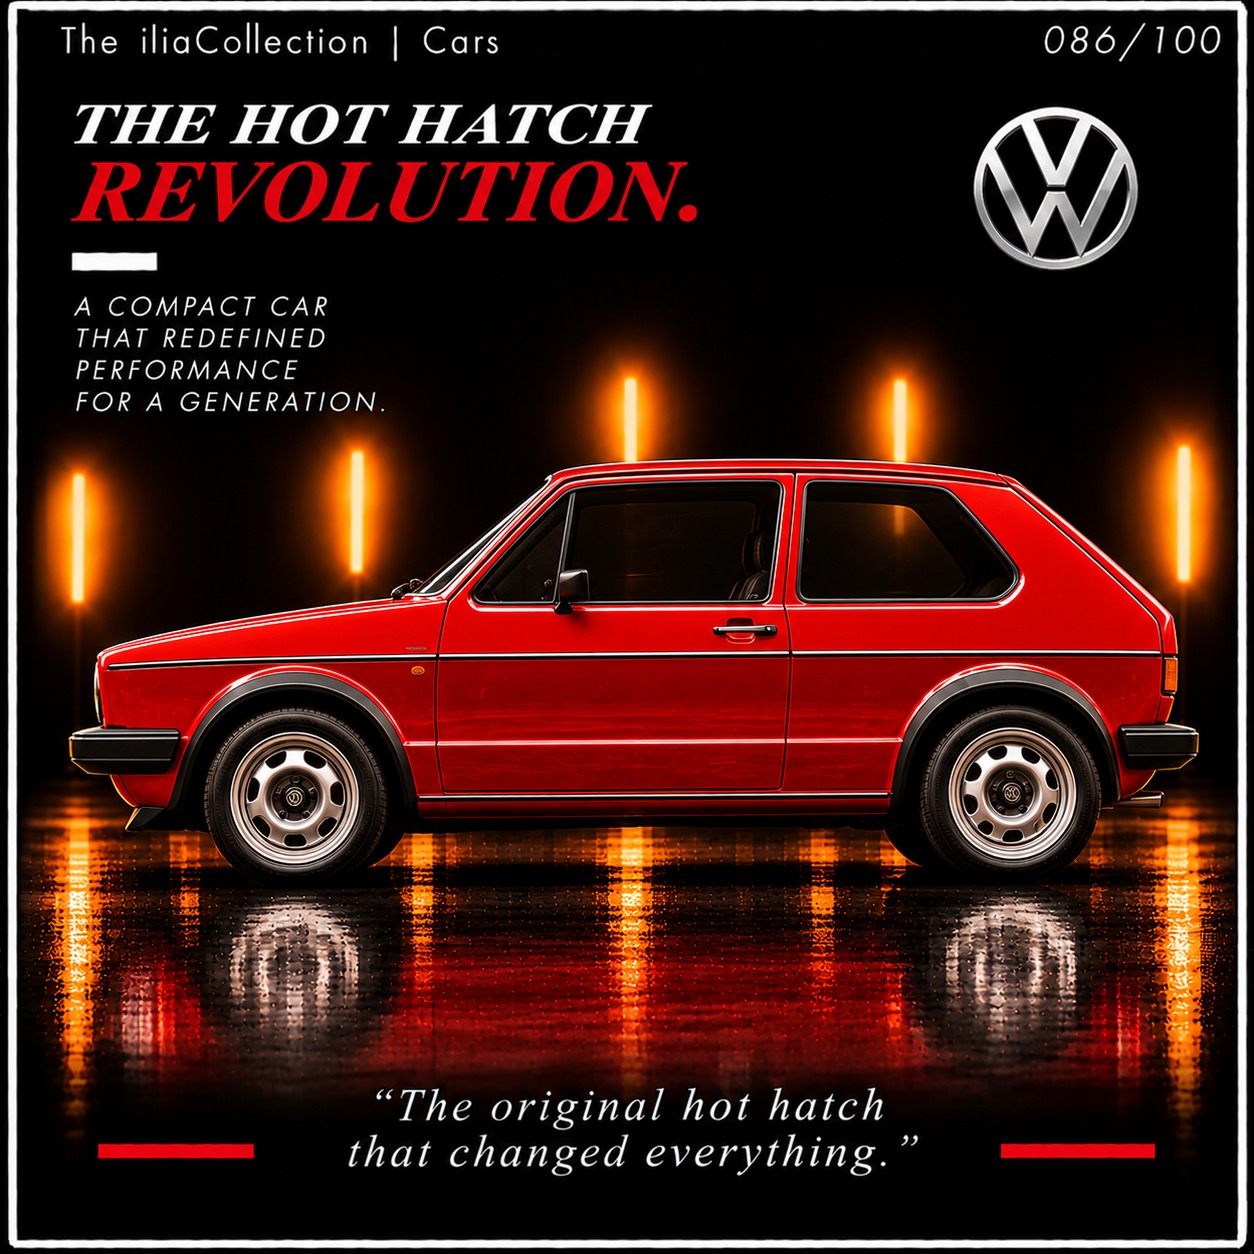 The iliaCollection | Cars
086/100
THE HOT HATCH
REVOLUTION.
A COMPACT CAR
THAT REDEFINED
PERFORMANCE
FOR A GENERATION.
“The original hot hatch
that changed everything.”